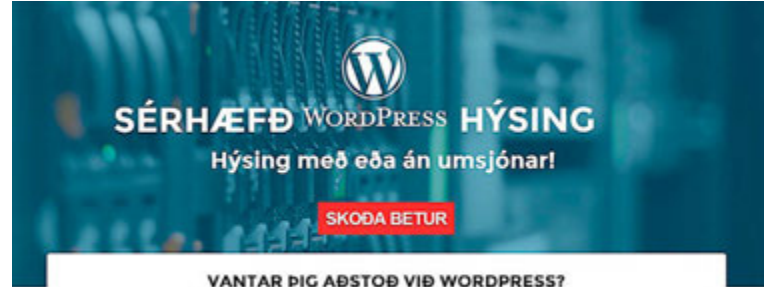 SÉRHÆFÐ WORDPRESS HÝSING
Hýsing með eða án umsjónar!
SKOÐA BETUR
VANTAR ÞIG AÐSTOÐ VIÐ WORDPRESS?